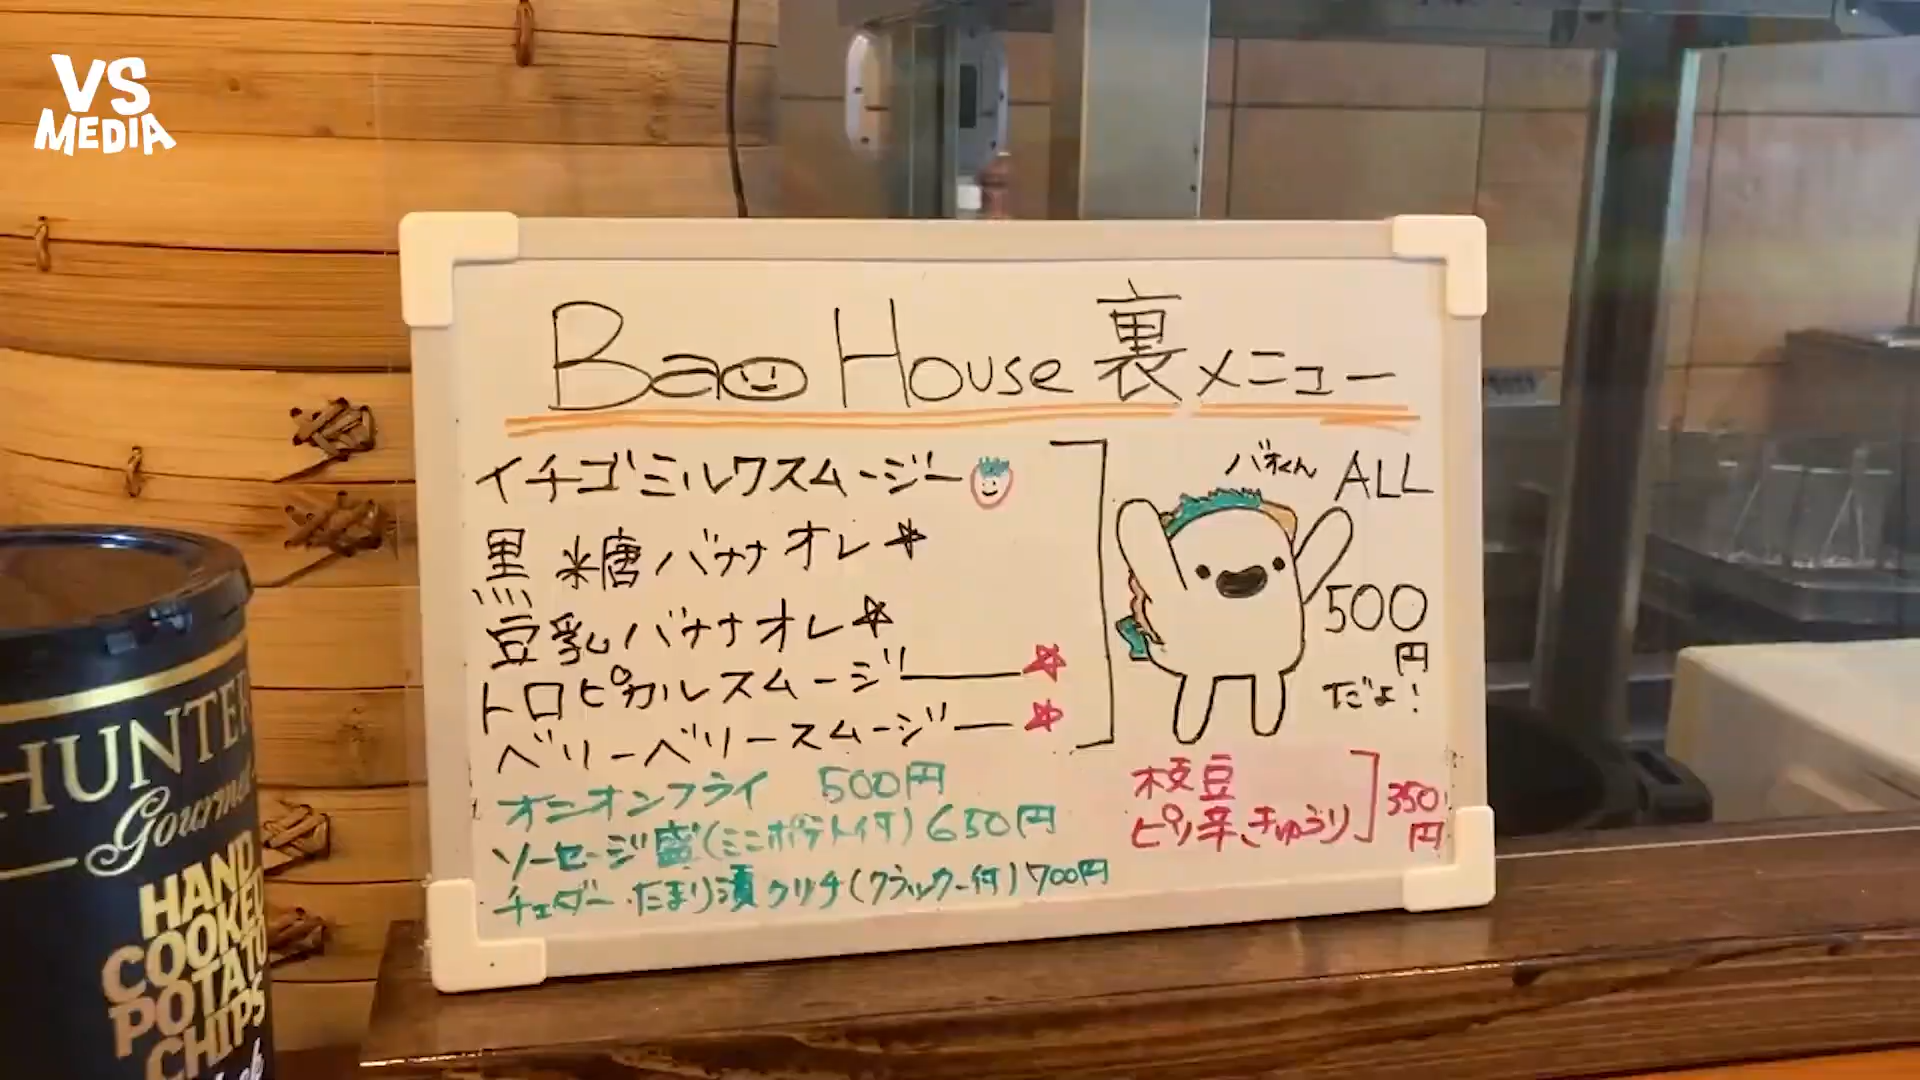 VS
MEDIA
Bao House 裏メニュー
イチゴミルクスムージー
黒糖バナナオレ☆
豆乳バナナオレ☆
トロピカルスムージー ☆
ベリーベリースムージー ☆
バオくん ALL
500
円
だよ!
オニオンフライ 500円
ソーセージ盛(ミニポテト付)650円
チェダーたまり漬クリチ(クラッカー付)700円
枝豆
ピリ辛きゅうり
350
円
HUNTER
Gourmet
HAND
COOKED
POTATO
CHIPS